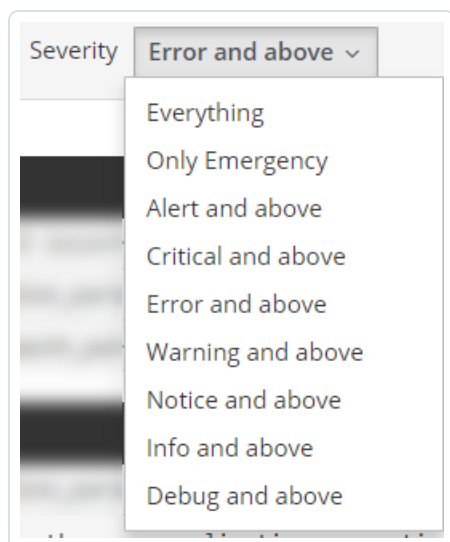 Severity Error and above
Everything
Only Emergency
Alert and above
Critical and above
Error and above
Warning and above
Notice and above
Info and above
Debug and above